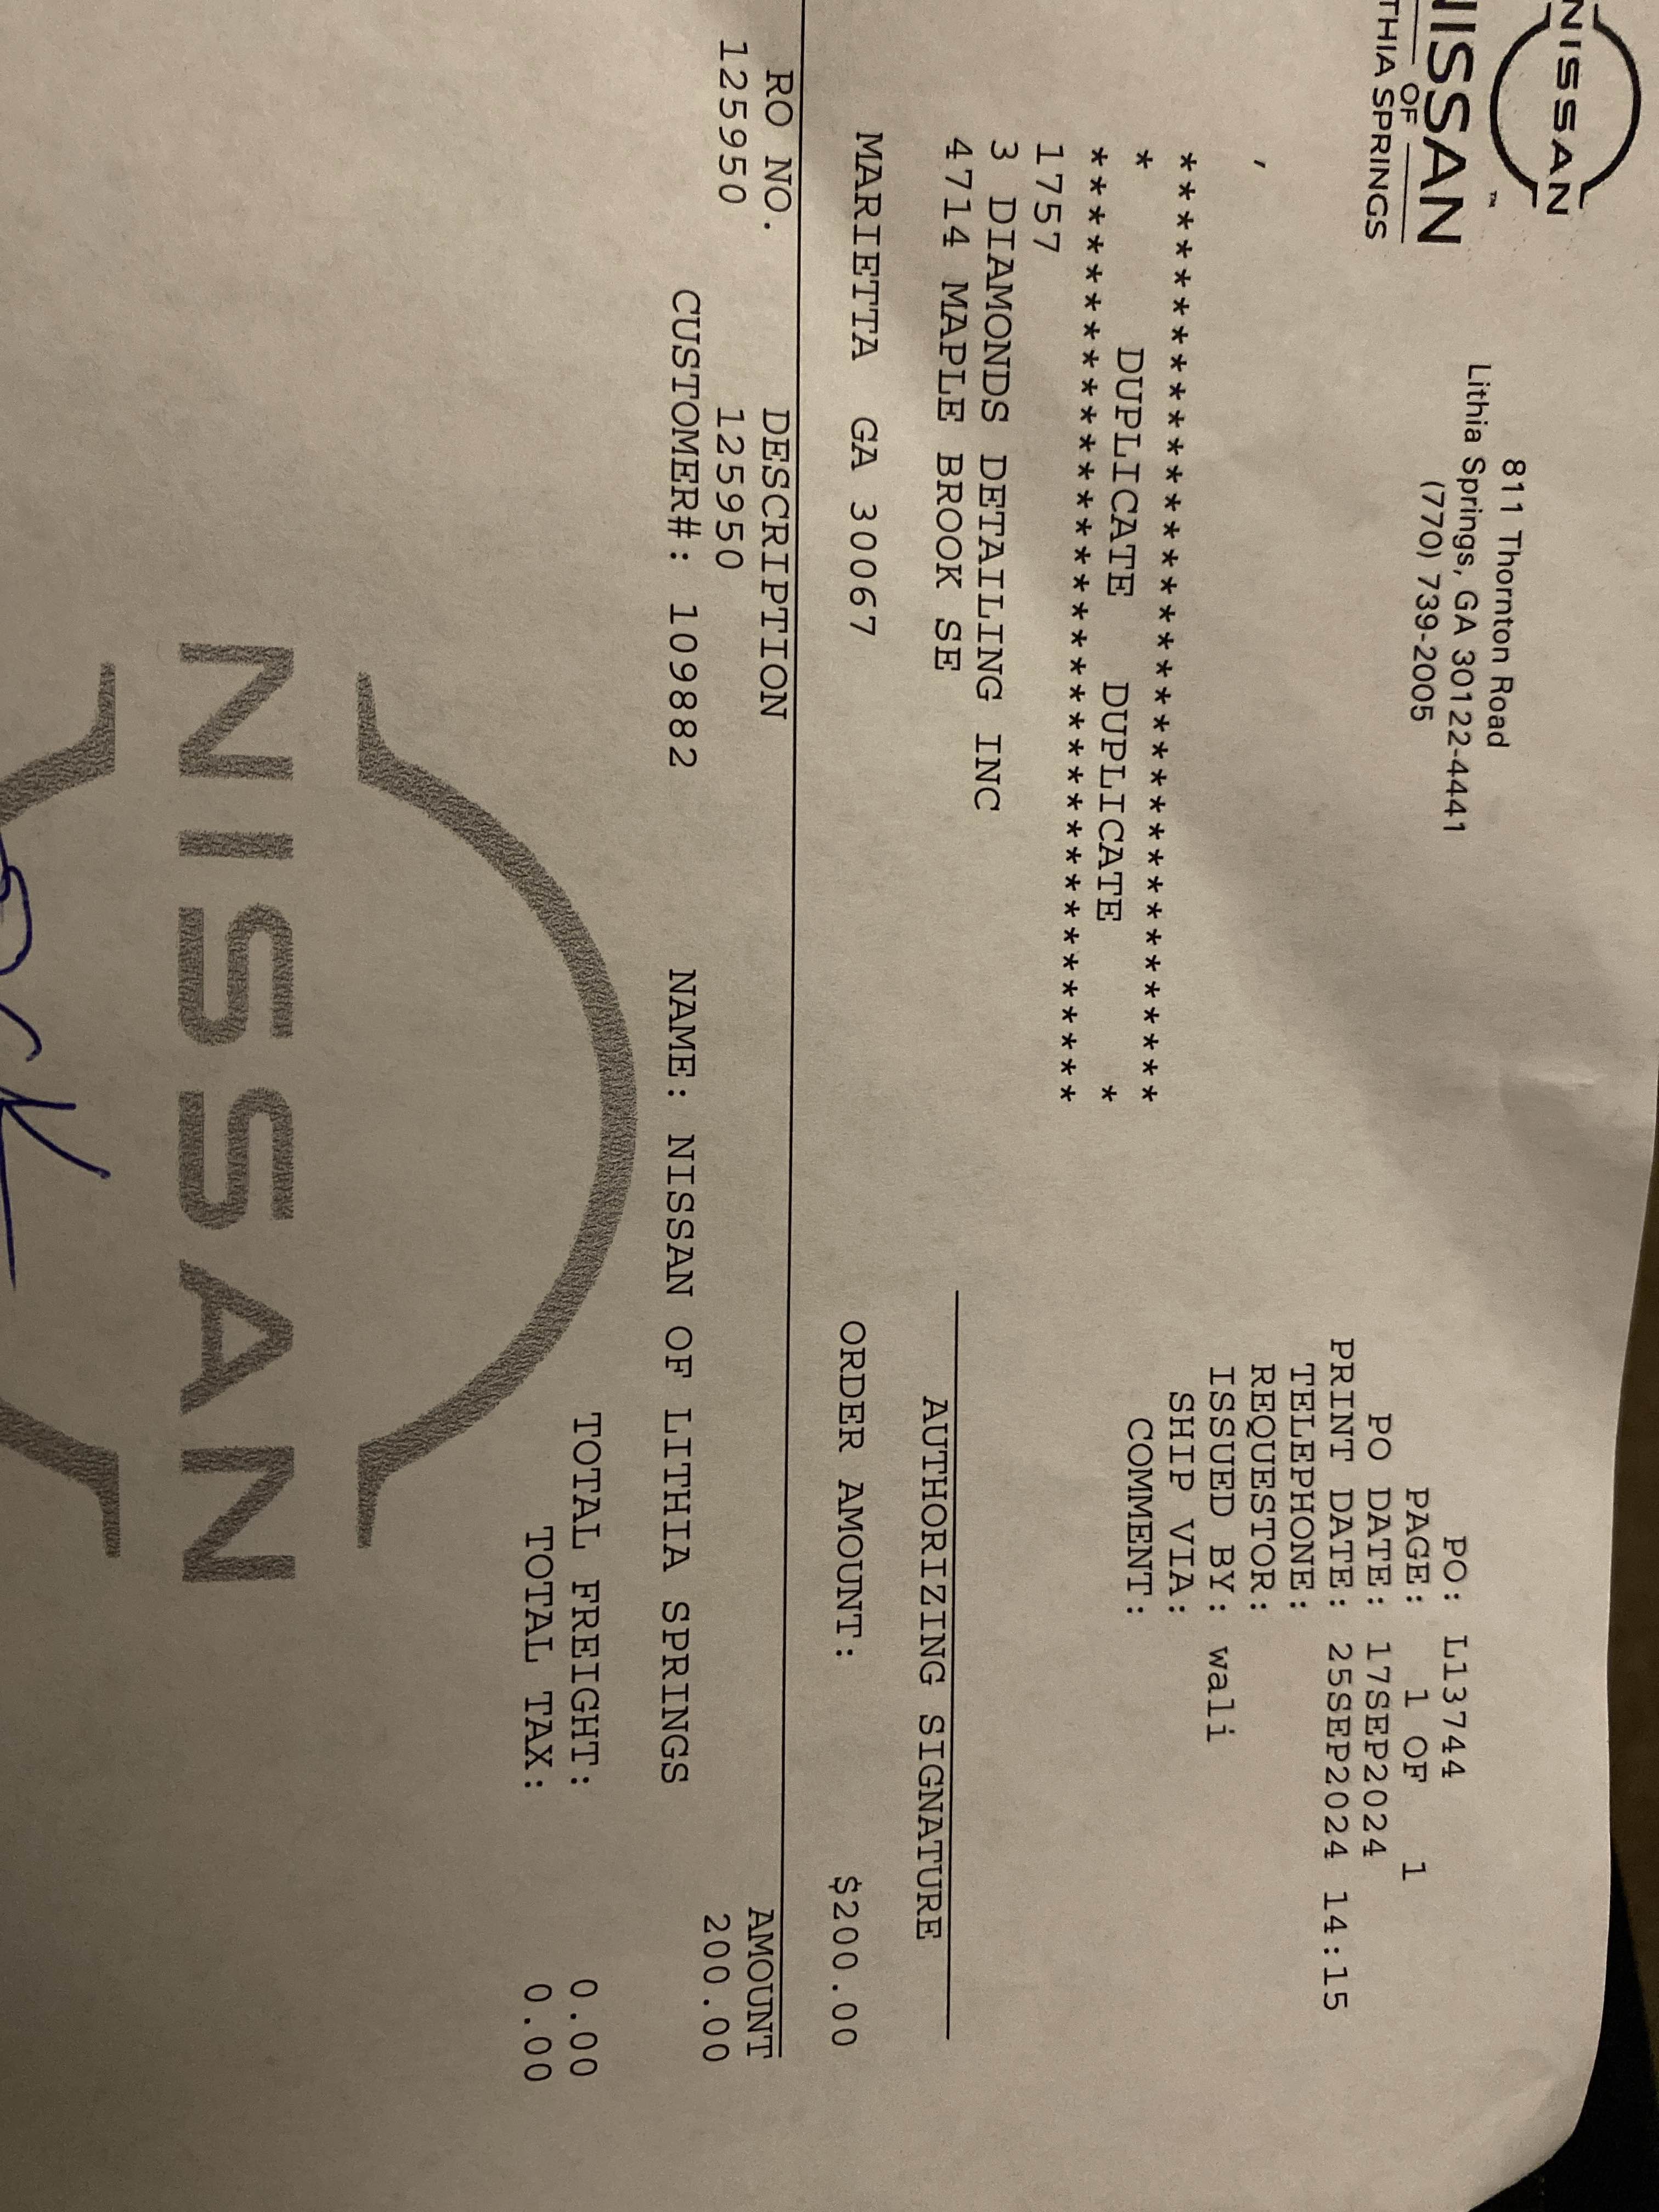 NISSAN
NISSAN
OF
THIA SPRINGS
811 Thornton Road
Lithia Springs, GA 30122-4441
(770) 739-2005
PO: L13744
PAGE: 1 OF 1
PO DATE: 17SEP2024
PRINT DATE: 25SEP2024 14:15
TELEPHONE:
REQUESTOR:
ISSUED BY: wali
SHIP VIA:
COMMENT:
,
***********************************
* DUPLICATE DUPLICATE *
***********************************
1757
3 DIAMONDS DETAILING INC
4714 MAPLE BROOK SE
MARIETTA GA 30067
AUTHORIZING SIGNATURE
ORDER AMOUNT: $200.00
RO NO. DESCRIPTION AMOUNT
125950 125950 200.00
CUSTOMER#: 109882 NAME: NISSAN OF LITHIA SPRINGS
TOTAL FREIGHT: 0.00
TOTAL TAX: 0.00
NISSAN